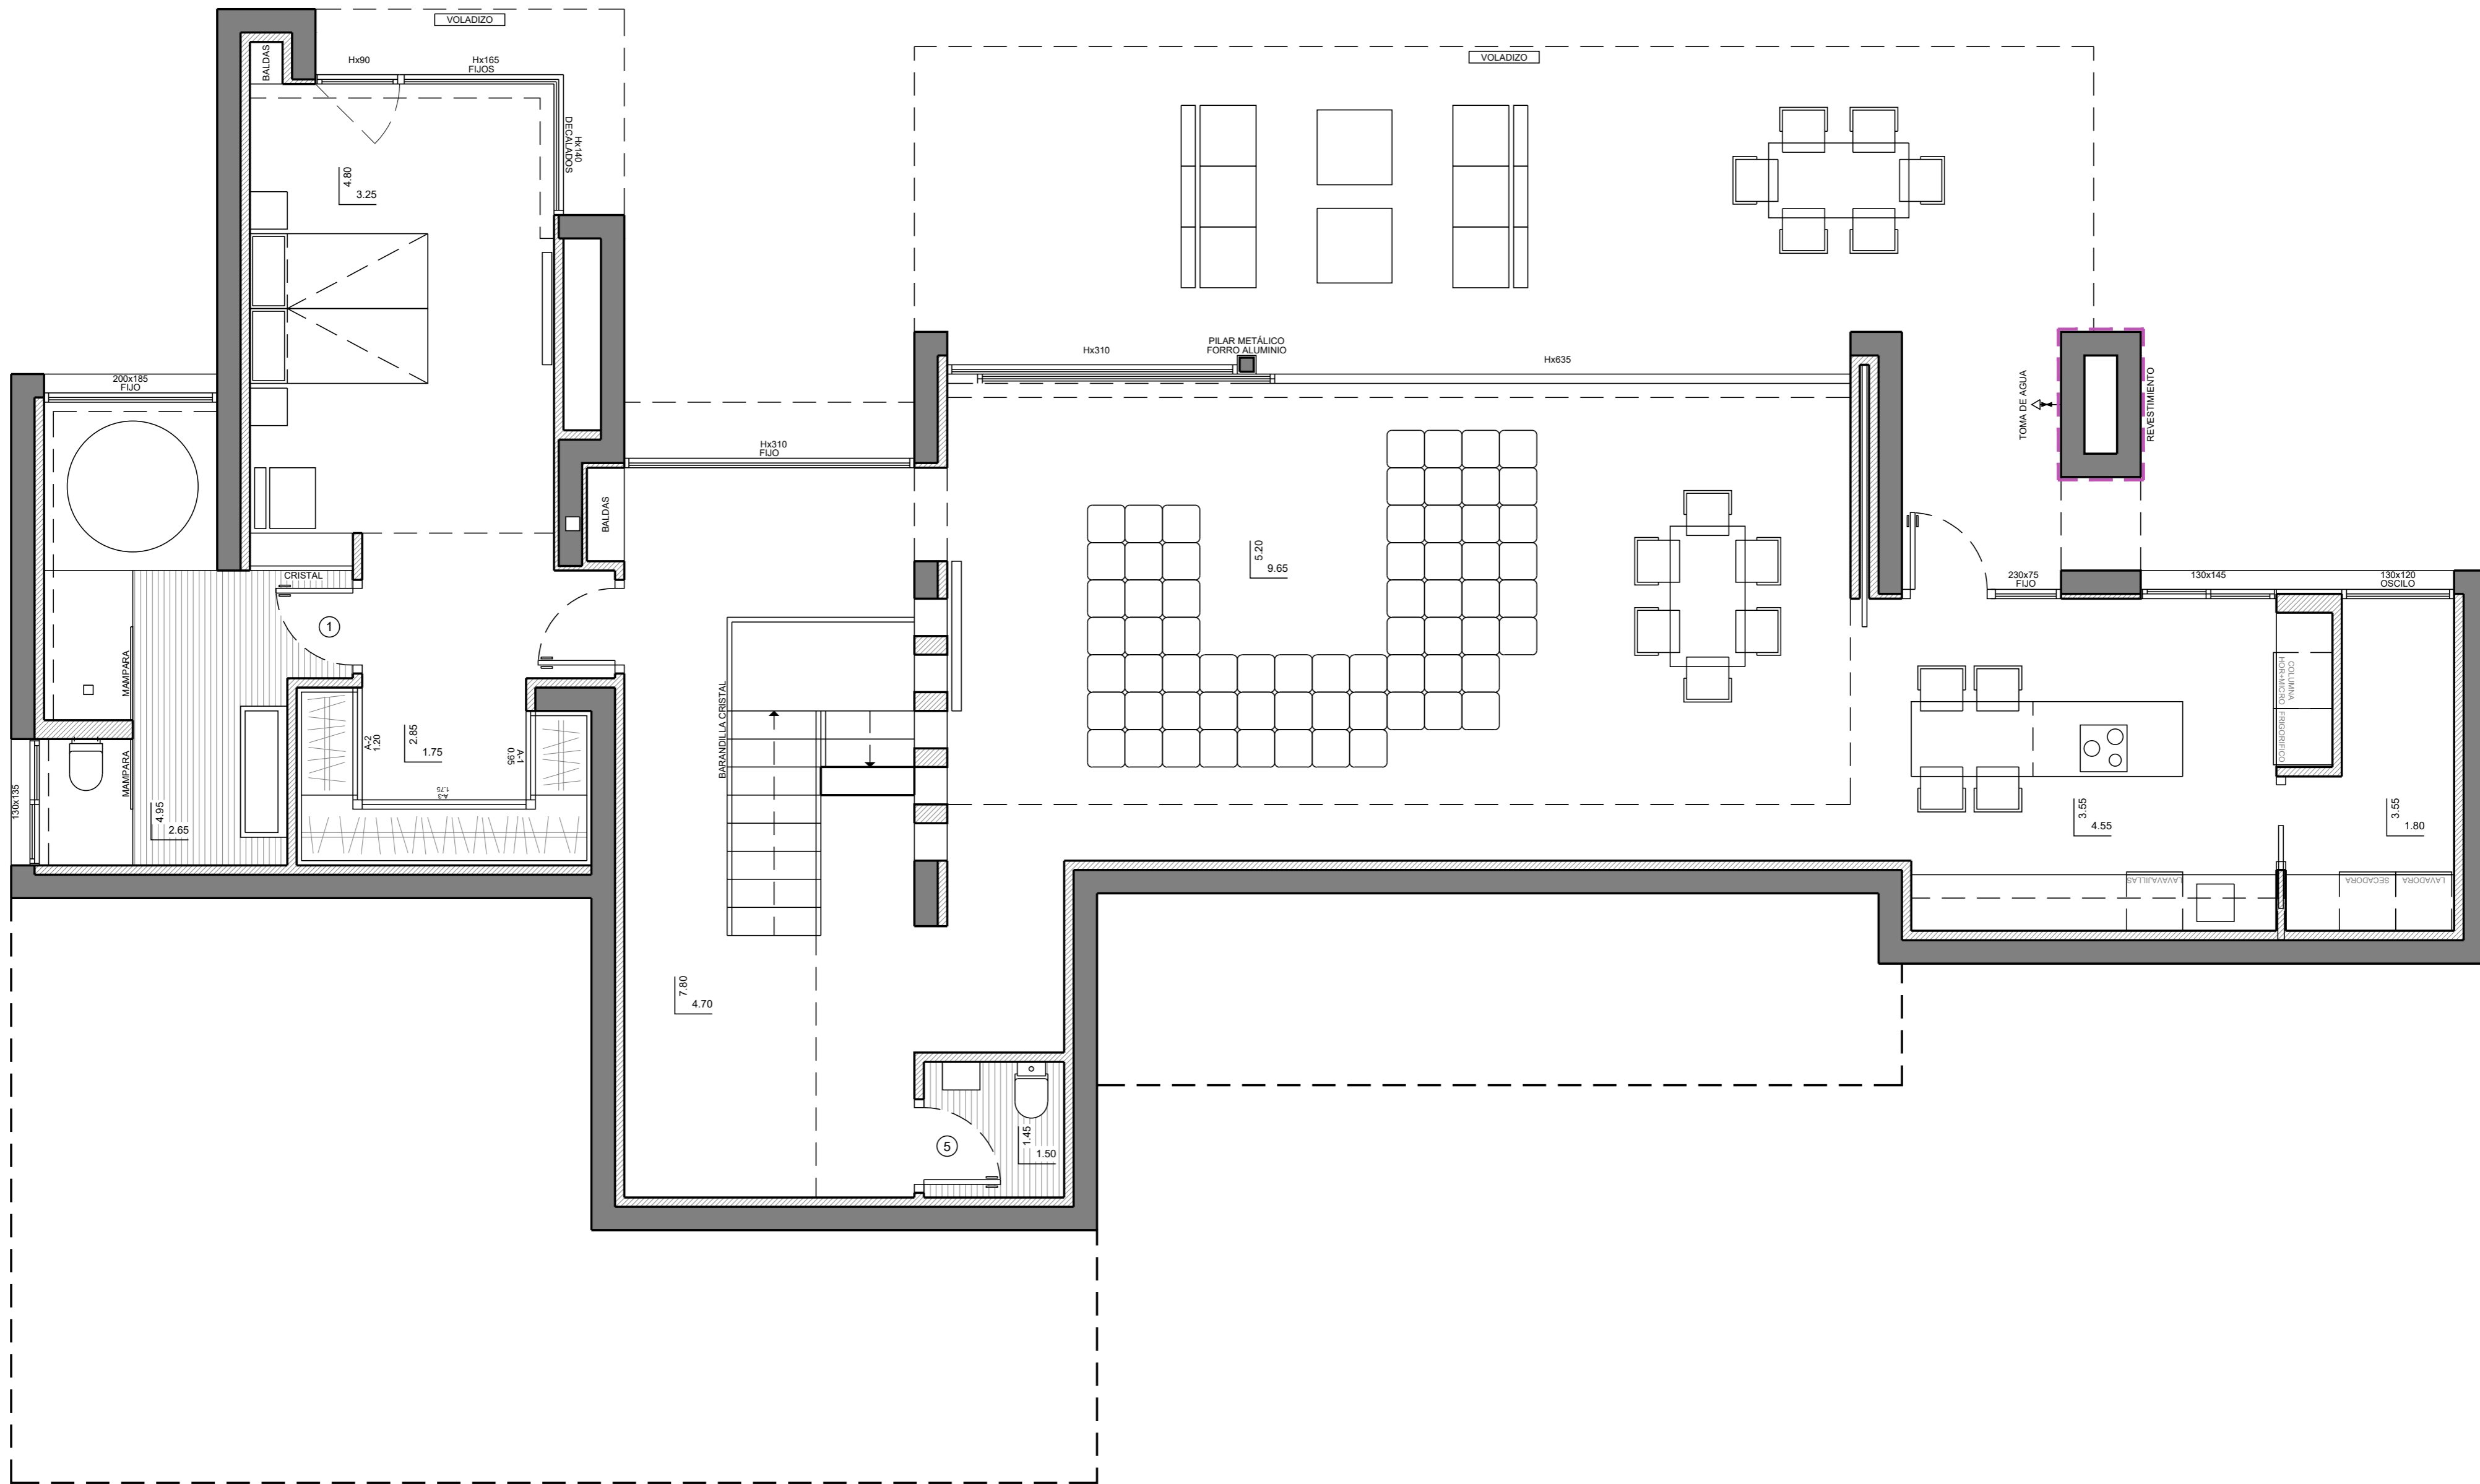 VOLADIZO
BALDAS
Hx90
Hx165
FIJOS
VOLADIZO
Hx140
DECALADOS
4.80
3.25
PILAR METÁLICO
FORRO ALUMINIO
Hx310
Hx635
200x185
FIJO
TOMA DE AGUA
REVESTIMIENTO
Hx310
FIJO
BALDAS
5.20
9.65
CRISTAL
230x75
FIJO
130x145
130x120
OSCILO
1
MAMPARA
BARANDILLA CRISTAL
COLUMNA
HOR+MICRO
FRIGORIFICO
A-2
1.20
2.85
1.75
A-1
0.95
MAMPARA
A-3
1.75
130x135
4.95
2.65
3.55
4.55
3.55
1.80
LAVAVAJILLAS
SECADORA
LAVADORA
7.80
4.70
5
1.45
1.50